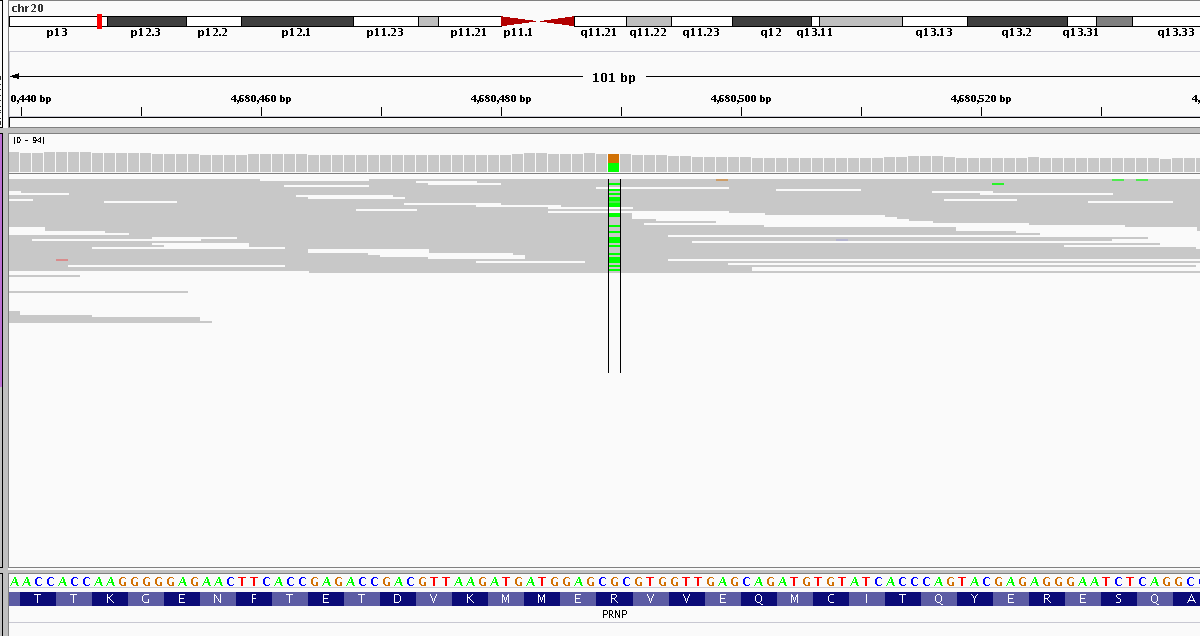 chr20
p13 p12.3 p12.2 p12.1 p11.23 p11.21 p11.1 q11.21 q11.22 q11.23 q12 q13.11 q13.13 q13.2 q13.31 q13.33
101 bp
0,440 bp 4,680,460 bp 4,680,480 bp 4,680,500 bp 4,680,520 bp 4,
[0 - 94]
AACCACCAAGGGGGAGAACTTCACCGAGACCGACGTTAAGATGATGGAGCGCGTGGTTGAGCAGATGTGTATCACCCAGTACGAGAGGGAATCTCAGGC
T T K G E N F T E T D V K M M E R V V E Q M C I T Q Y E R E S Q A
PRNP